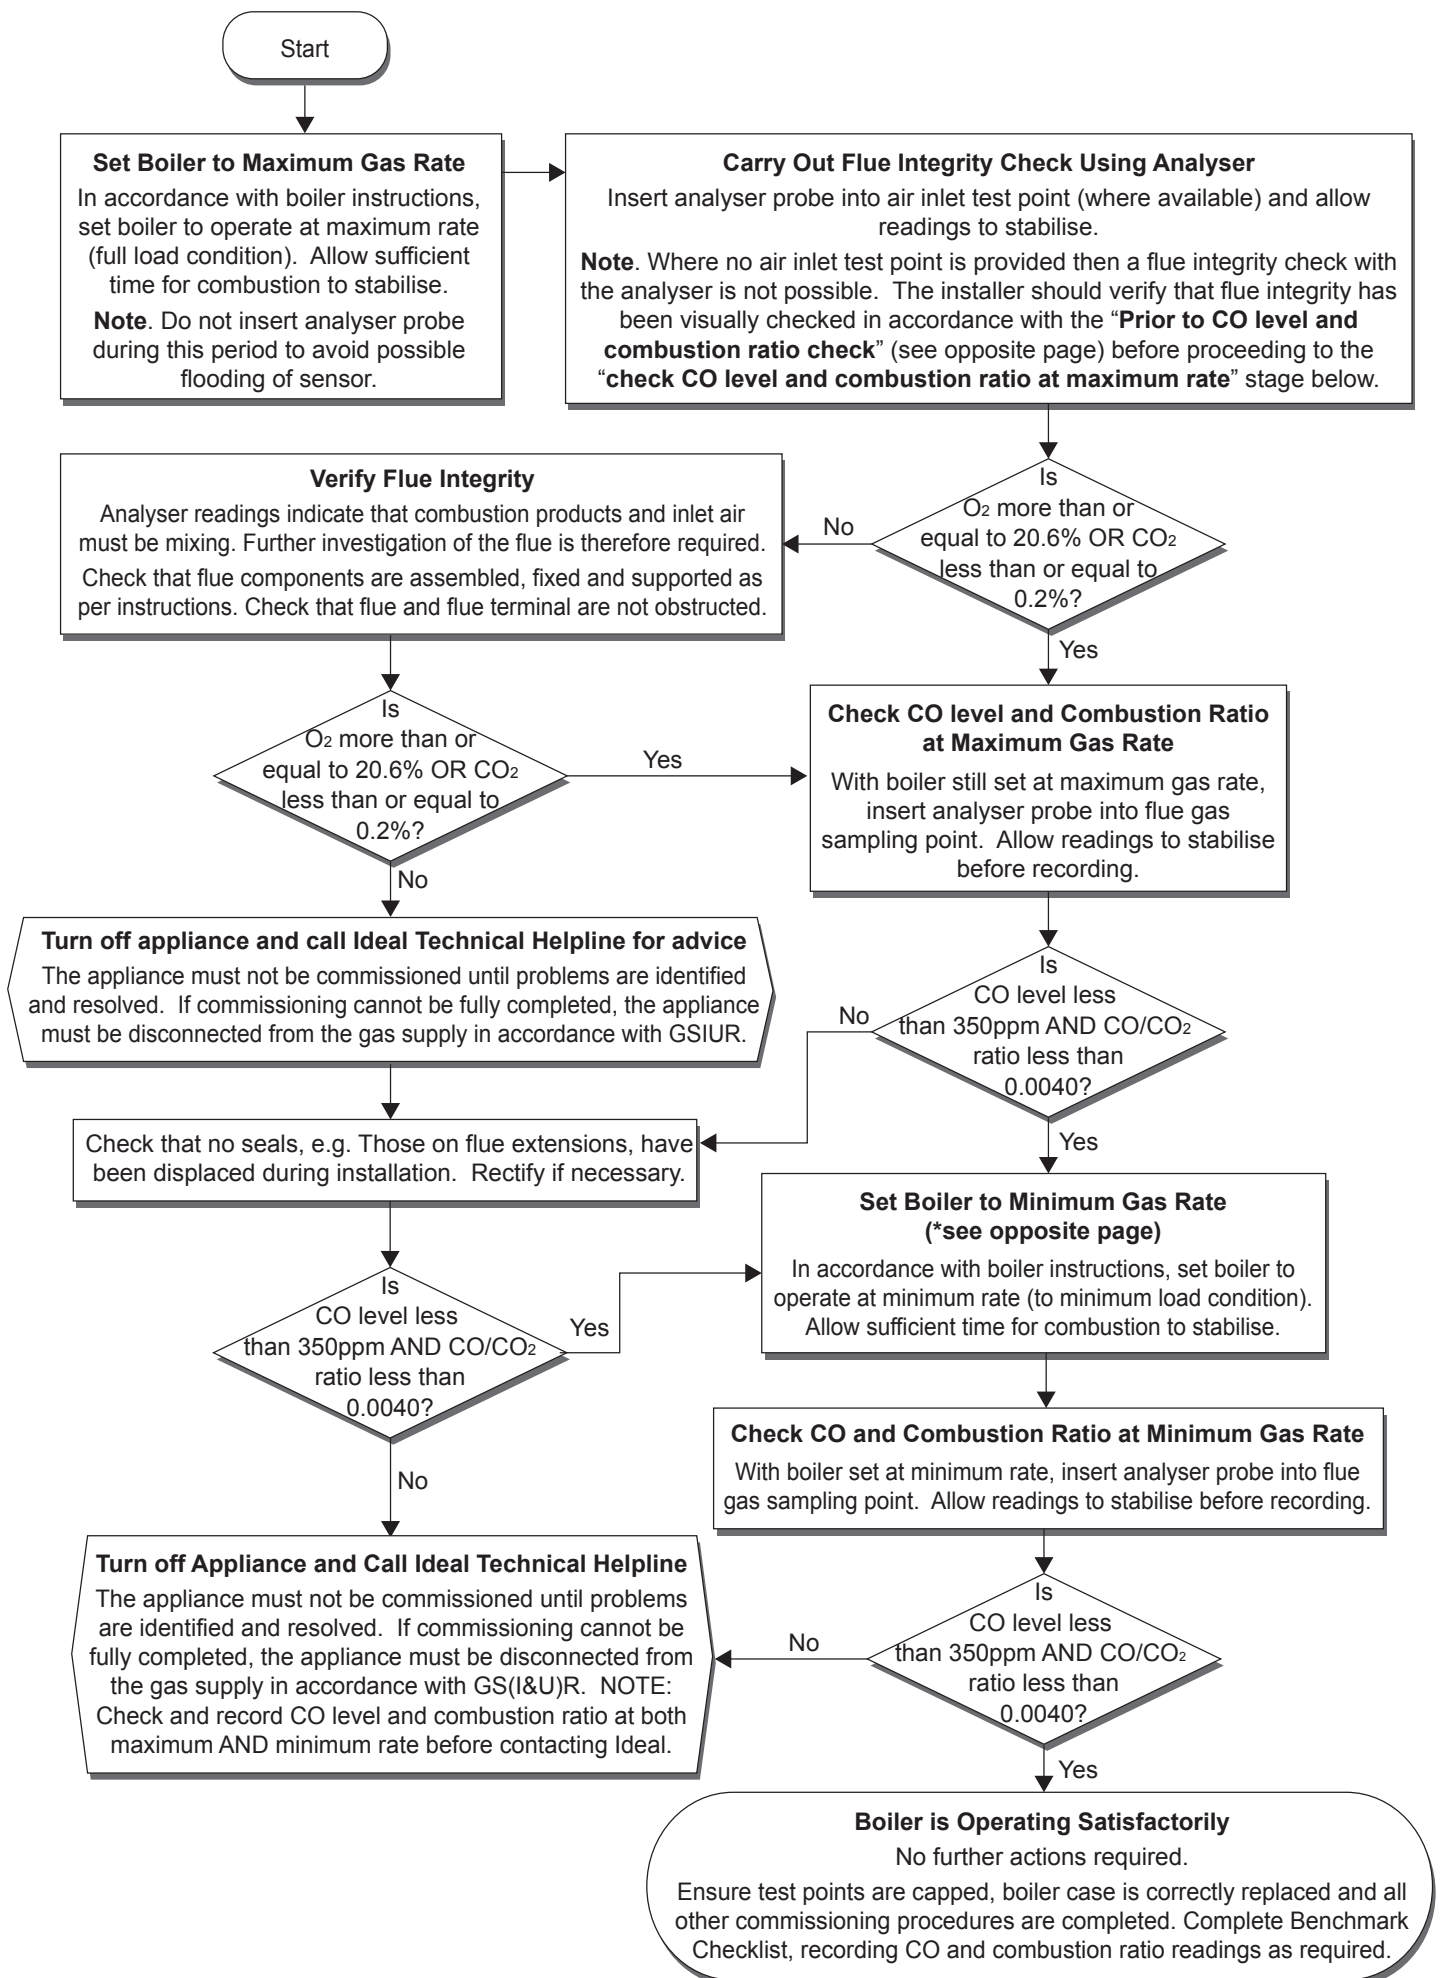 Start
Set Boiler to Maximum Gas Rate
In accordance with boiler instructions,
set boiler to operate at maximum rate
(full load condition).  Allow sufficient
time for combustion to stabilise.
Note. Do not insert analyser probe
during this period to avoid possible
flooding of sensor.
Carry Out Flue Integrity Check Using Analyser
Insert analyser probe into air inlet test point (where available) and allow
readings to stabilise.
Note. Where no air inlet test point is provided then a flue integrity check with
the analyser is not possible.  The installer should verify that flue integrity has
been visually checked in accordance with the “Prior to CO level and
combustion ratio check” (see opposite page) before proceeding to the
“check CO level and combustion ratio at maximum rate” stage below.
Is
O2 more than or
equal to 20.6% OR CO2
less than or equal to
0.2%?
No
Yes
Verify Flue Integrity
Analyser readings indicate that combustion products and inlet air
must be mixing. Further investigation of the flue is therefore required.
Check that flue components are assembled, fixed and supported as
per instructions. Check that flue and flue terminal are not obstructed.
Is
O2 more than or
equal to 20.6% OR CO2
less than or equal to
0.2%?
Yes
No
Check CO level and Combustion Ratio
at Maximum Gas Rate
With boiler still set at maximum gas rate,
insert analyser probe into flue gas
sampling point.  Allow readings to stabilise
before recording.
Turn off appliance and call Ideal Technical Helpline for advice
The appliance must not be commissioned until problems are identified
and resolved.  If commissioning cannot be fully completed, the appliance
must be disconnected from the gas supply in accordance with GSIUR.
Is
CO level less
than 350ppm AND CO/CO2
ratio less than
0.0040?
No
Yes
Check that no seals, e.g. Those on flue extensions, have
been displaced during installation.  Rectify if necessary.
Set Boiler to Minimum Gas Rate
(*see opposite page)
In accordance with boiler instructions, set boiler to
operate at minimum rate (to minimum load condition).
Allow sufficient time for combustion to stabilise.
Is
CO level less
than 350ppm AND CO/CO2
ratio less than
0.0040?
Yes
No
Check CO and Combustion Ratio at Minimum Gas Rate
With boiler set at minimum rate, insert analyser probe into flue
gas sampling point.  Allow readings to stabilise before recording.
Turn off Appliance and Call Ideal Technical Helpline
The appliance must not be commissioned until problems
are identified and resolved.  If commissioning cannot be
fully completed, the appliance must be disconnected from
the gas supply in accordance with GS(I&U)R.  NOTE:
Check and record CO level and combustion ratio at both
maximum AND minimum rate before contacting Ideal.
Is
CO level less
than 350ppm AND CO/CO2
ratio less than
0.0040?
No
Yes
Boiler is Operating Satisfactorily
No further actions required.
Ensure test points are capped, boiler case is correctly replaced and all
other commissioning procedures are completed. Complete Benchmark
Checklist, recording CO and combustion ratio readings as required.